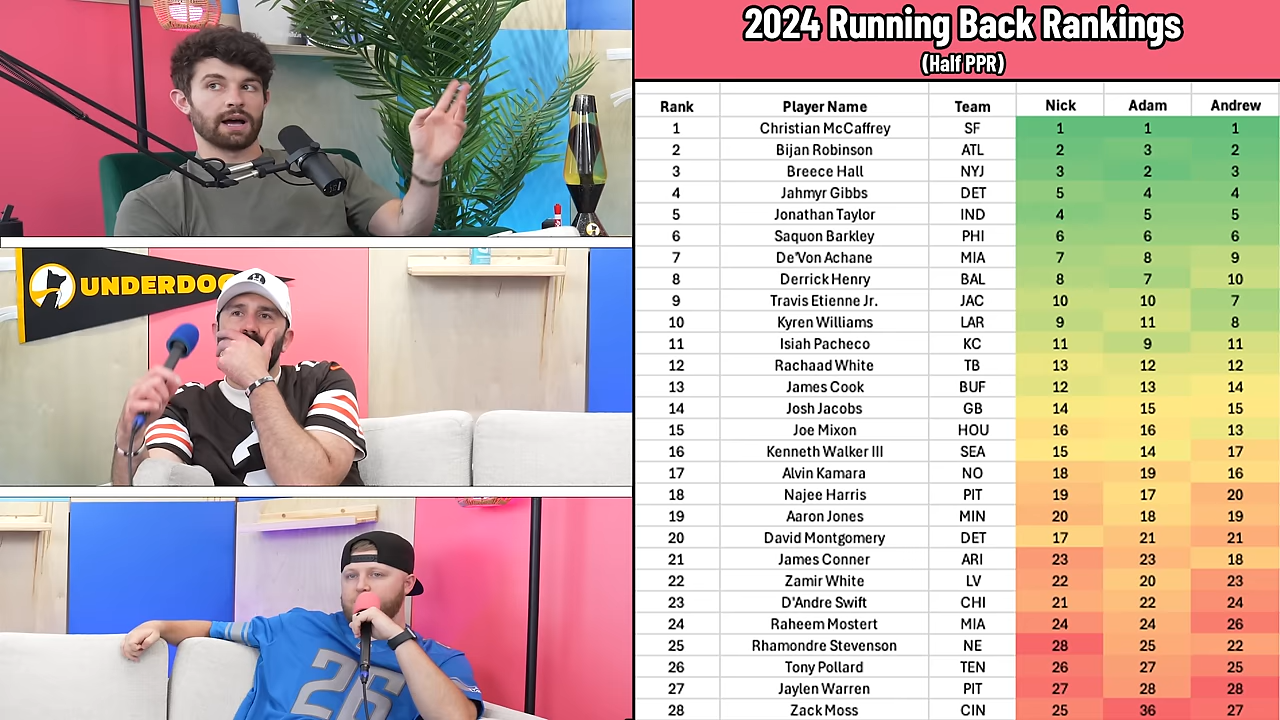 2024 Running Back Rankings
(Half PPR)
Rank Player Name Team Nick Adam Andrew
1 Christian McCaffrey SF 1 1 1
2 Bijan Robinson ATL 2 3 2
3 Breece Hall NYJ 3 2 3
4 Jahmyr Gibbs DET 5 4 4
5 Jonathan Taylor IND 4 5 5
6 Saquon Barkley PHI 6 6 6
7 De'Von Achane MIA 7 8 9
8 Derrick Henry BAL 8 7 10
9 Travis Etienne Jr. JAC 10 10 7
10 Kyren Williams LAR 9 11 8
11 Isiah Pacheco KC 11 9 11
12 Rachaad White TB 13 12 12
13 James Cook BUF 12 13 14
14 Josh Jacobs GB 14 15 15
15 Joe Mixon HOU 16 16 13
16 Kenneth Walker III SEA 15 14 17
17 Alvin Kamara NO 18 19 16
18 Najee Harris PIT 19 17 20
19 Aaron Jones MIN 20 18 19
20 David Montgomery DET 17 21 21
21 James Conner ARI 23 23 18
22 Zamir White LV 22 20 23
23 D'Andre Swift CHI 21 22 24
24 Raheem Mostert MIA 24 24 26
25 Rhamondre Stevenson NE 28 25 22
26 Tony Pollard TEN 26 27 25
27 Jaylen Warren PIT 27 28 28
28 Zack Moss CIN 25 36 27
UNDERDO
26